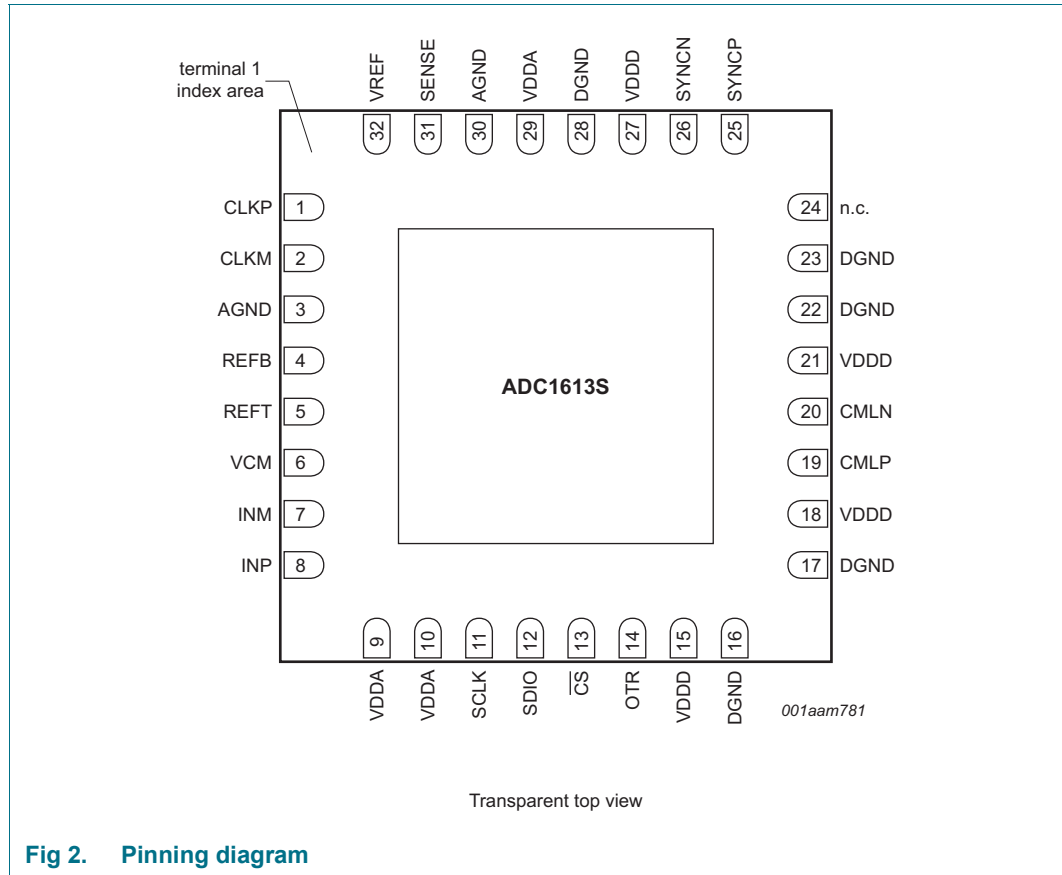 terminal 1
index area
VREF
SENSE
AGND
VDDA
DGND
VDDD
SYNCN
SYNCP
32
31
30
29
28
27
26
25
CLKP 1
CLKM 2
AGND 3
REFB 4
REFT 5
VCM 6
INM 7
INP 8
ADC1613S
24 n.c.
23 DGND
22 DGND
21 VDDD
20 CMLN
19 CMLP
18 VDDD
17 DGND
9
10
11
12
13
14
15
16
VDDA
VDDA
SCLK
SDIO
C̅S̅
OTR
VDDD
DGND
001aam781
Transparent top view
Fig 2. Pinning diagram